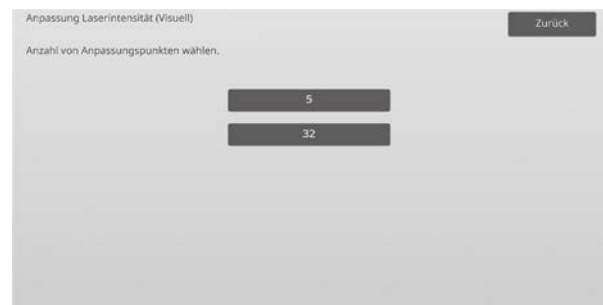 Anpassung Laserintensität (Visuell)
Zurück
Anzahl von Anpassungspunkten wählen.
5
32